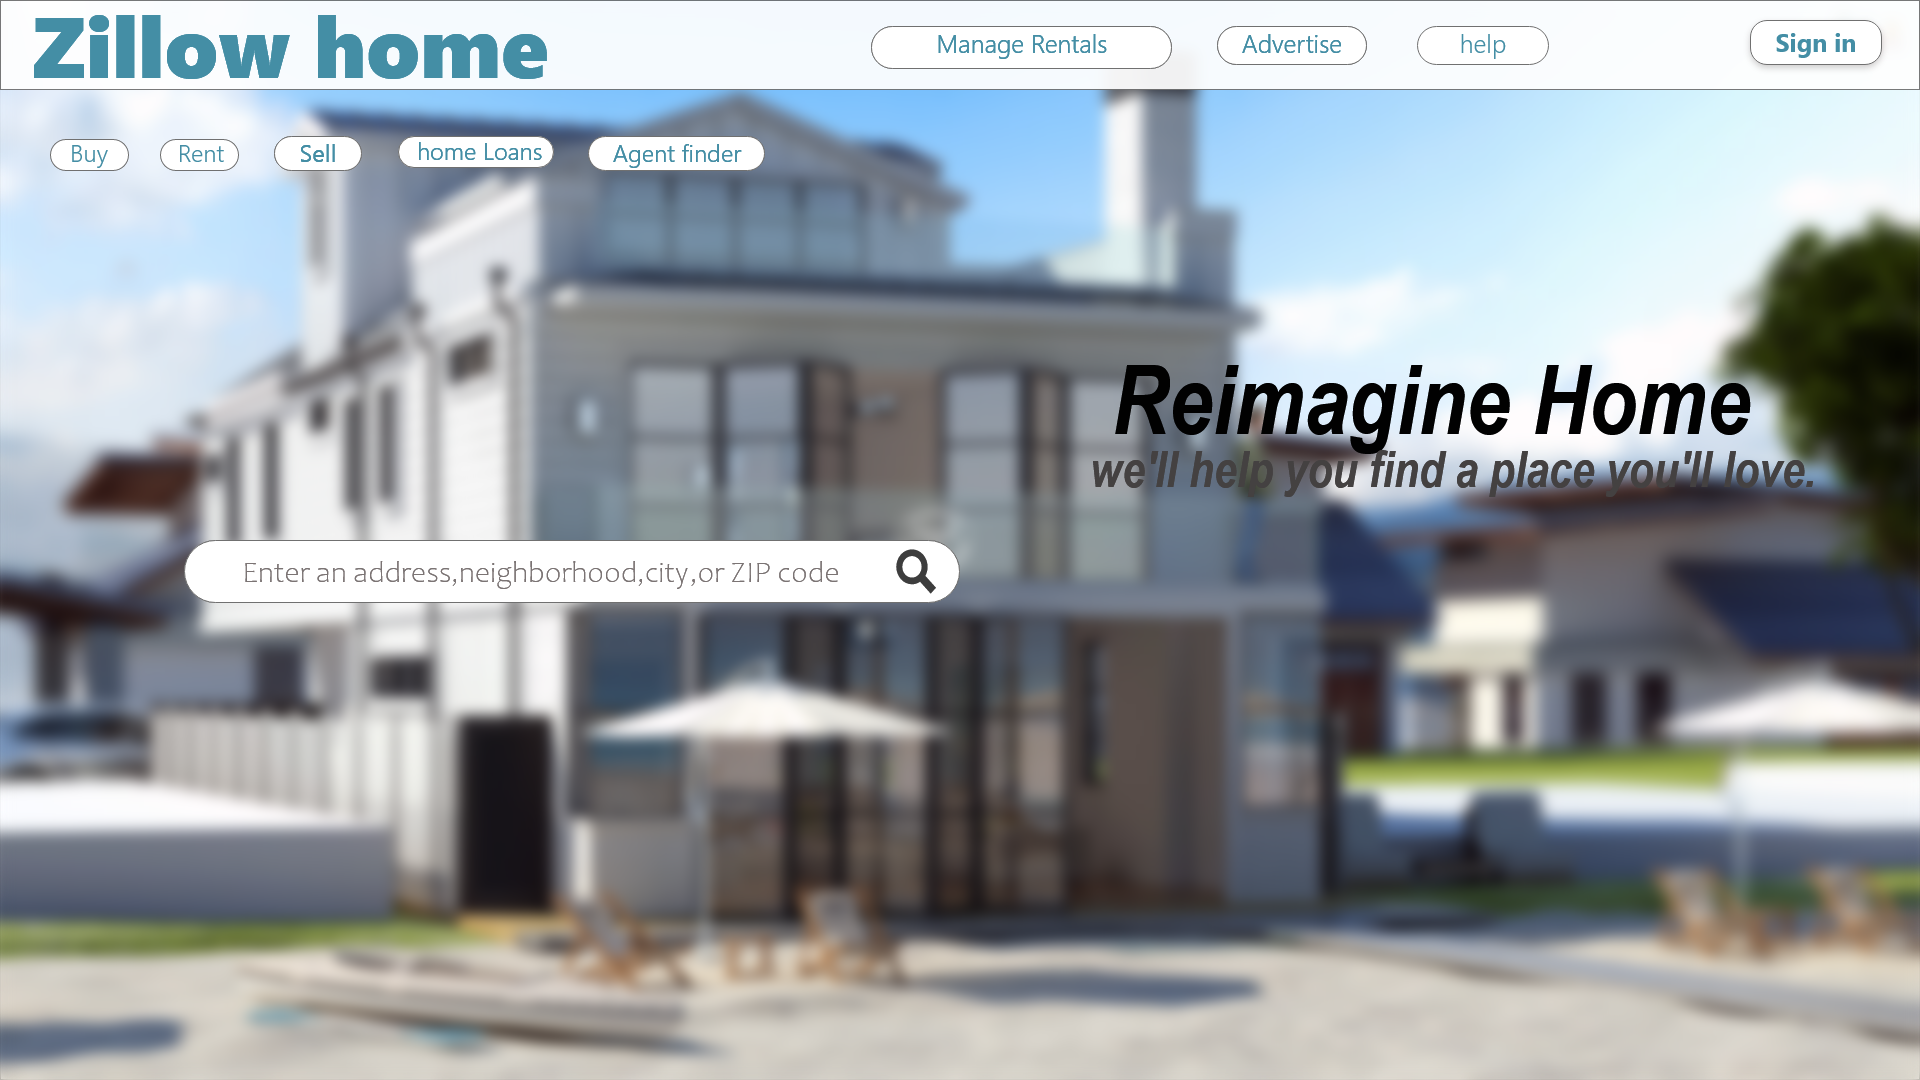 Zillow home
Manage Rentals
Advertise
help
Sign in
Buy
Rent
Sell
home Loans
Agent finder
Reimagine Home
we'll help you find a place you'll love.
Enter an address,neighborhood,city,or ZIP code